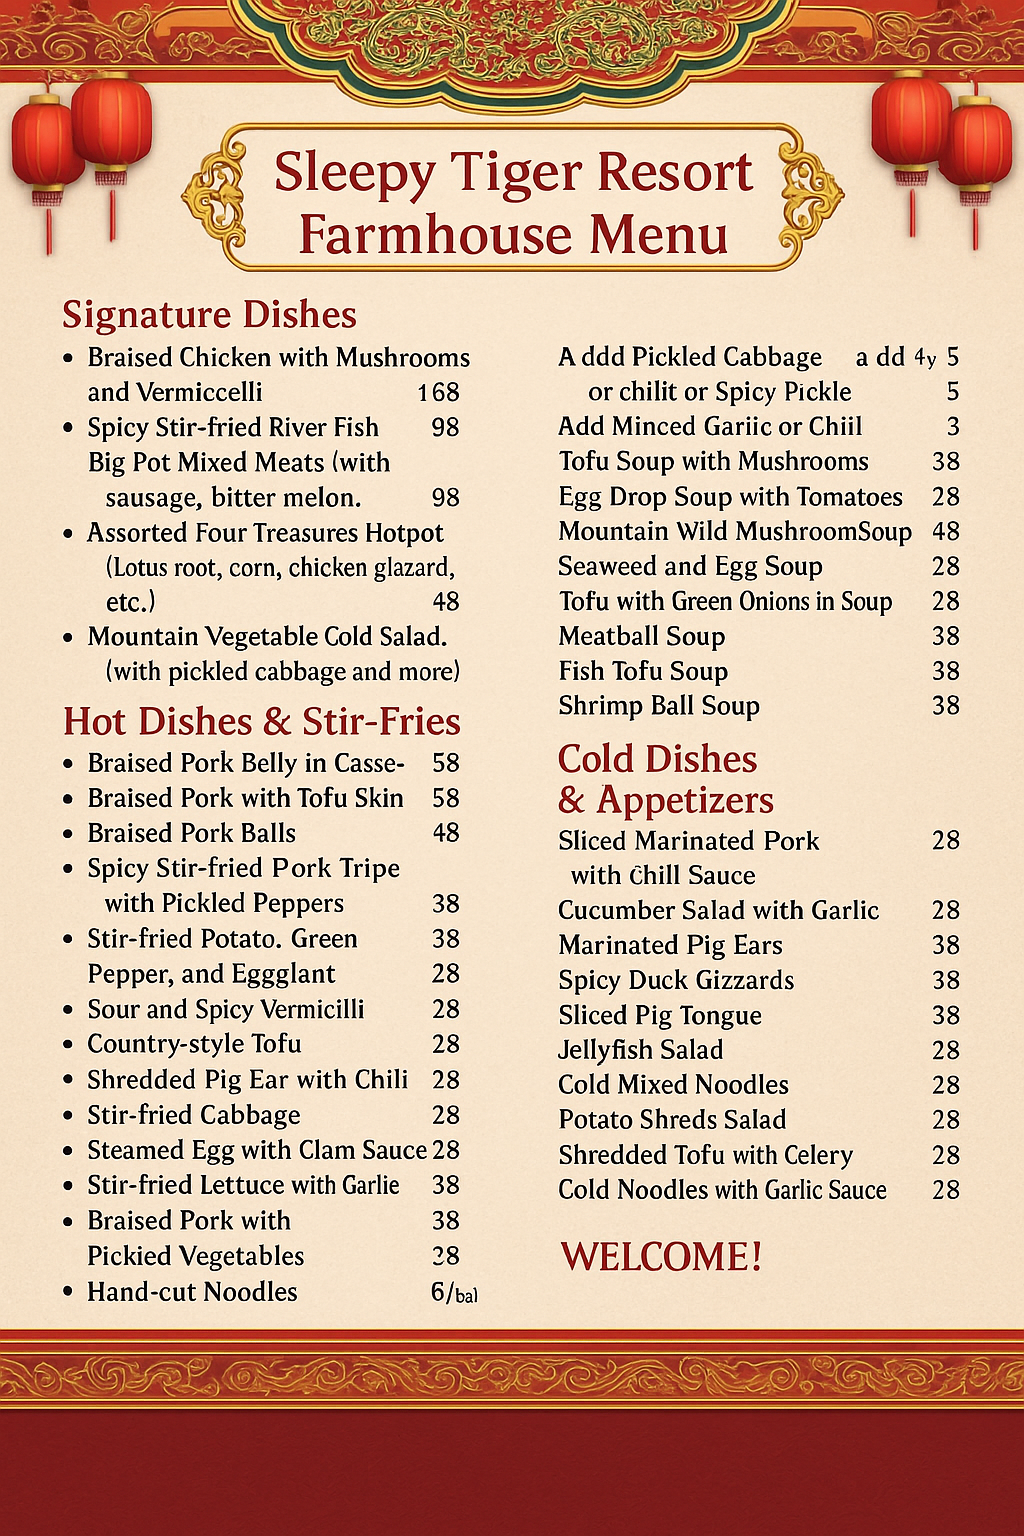 Sleepy Tiger Resort
Farmhouse Menu
Signature Dishes
• Braised Chicken with Mushrooms
and Vermiccelli 168
• Spicy Stir-fried River Fish 98
Big Pot Mixed Meats (with
sausage, bitter melon. 98
• Assorted Four Treasures Hotpot
(Lotus root, corn, chicken glazard,
etc.) 48
• Mountain Vegetable Cold Salad.
(with pickled cabbage and more)
Hot Dishes & Stir-Fries
• Braised Pork Belly in Casse- 58
• Braised Pork with Tofu Skin 58
• Braised Pork Balls 48
• Spicy Stir-fried Pork Tripe
with Pickled Peppers 38
• Stir-fried Potato. Green 38
Pepper, and Eggglant 28
• Sour and Spicy Vermicilli 28
• Country-style Tofu 28
• Shredded Pig Ear with Chili 28
• Stir-fried Cabbage 28
• Steamed Egg with Clam Sauce 28
• Stir-fried Lettuce with Garlie 38
• Braised Pork with 38
Pickied Vegetables 28
• Hand-cut Noodles 6/bal
A ddd Pickled Cabbage a dd 4y 5
or chilit or Spicy Pickle 5
Add Minced Gariic or Chiil 3
Tofu Soup with Mushrooms 38
Egg Drop Soup with Tomatoes 28
Mountain Wild MushroomSoup 48
Seaweed and Egg Soup 28
Tofu with Green Onions in Soup 28
Meatball Soup 38
Fish Tofu Soup 38
Shrimp Ball Soup 38
Cold Dishes
& Appetizers
Sliced Marinated Pork 28
with Chill Sauce
Cucumber Salad with Garlic 28
Marinated Pig Ears 38
Spicy Duck Gizzards 38
Sliced Pig Tongue 38
Jellyfish Salad 28
Cold Mixed Noodles 28
Potato Shreds Salad 28
Shredded Tofu with Celery 28
Cold Noodles with Garlic Sauce 28
WELCOME!